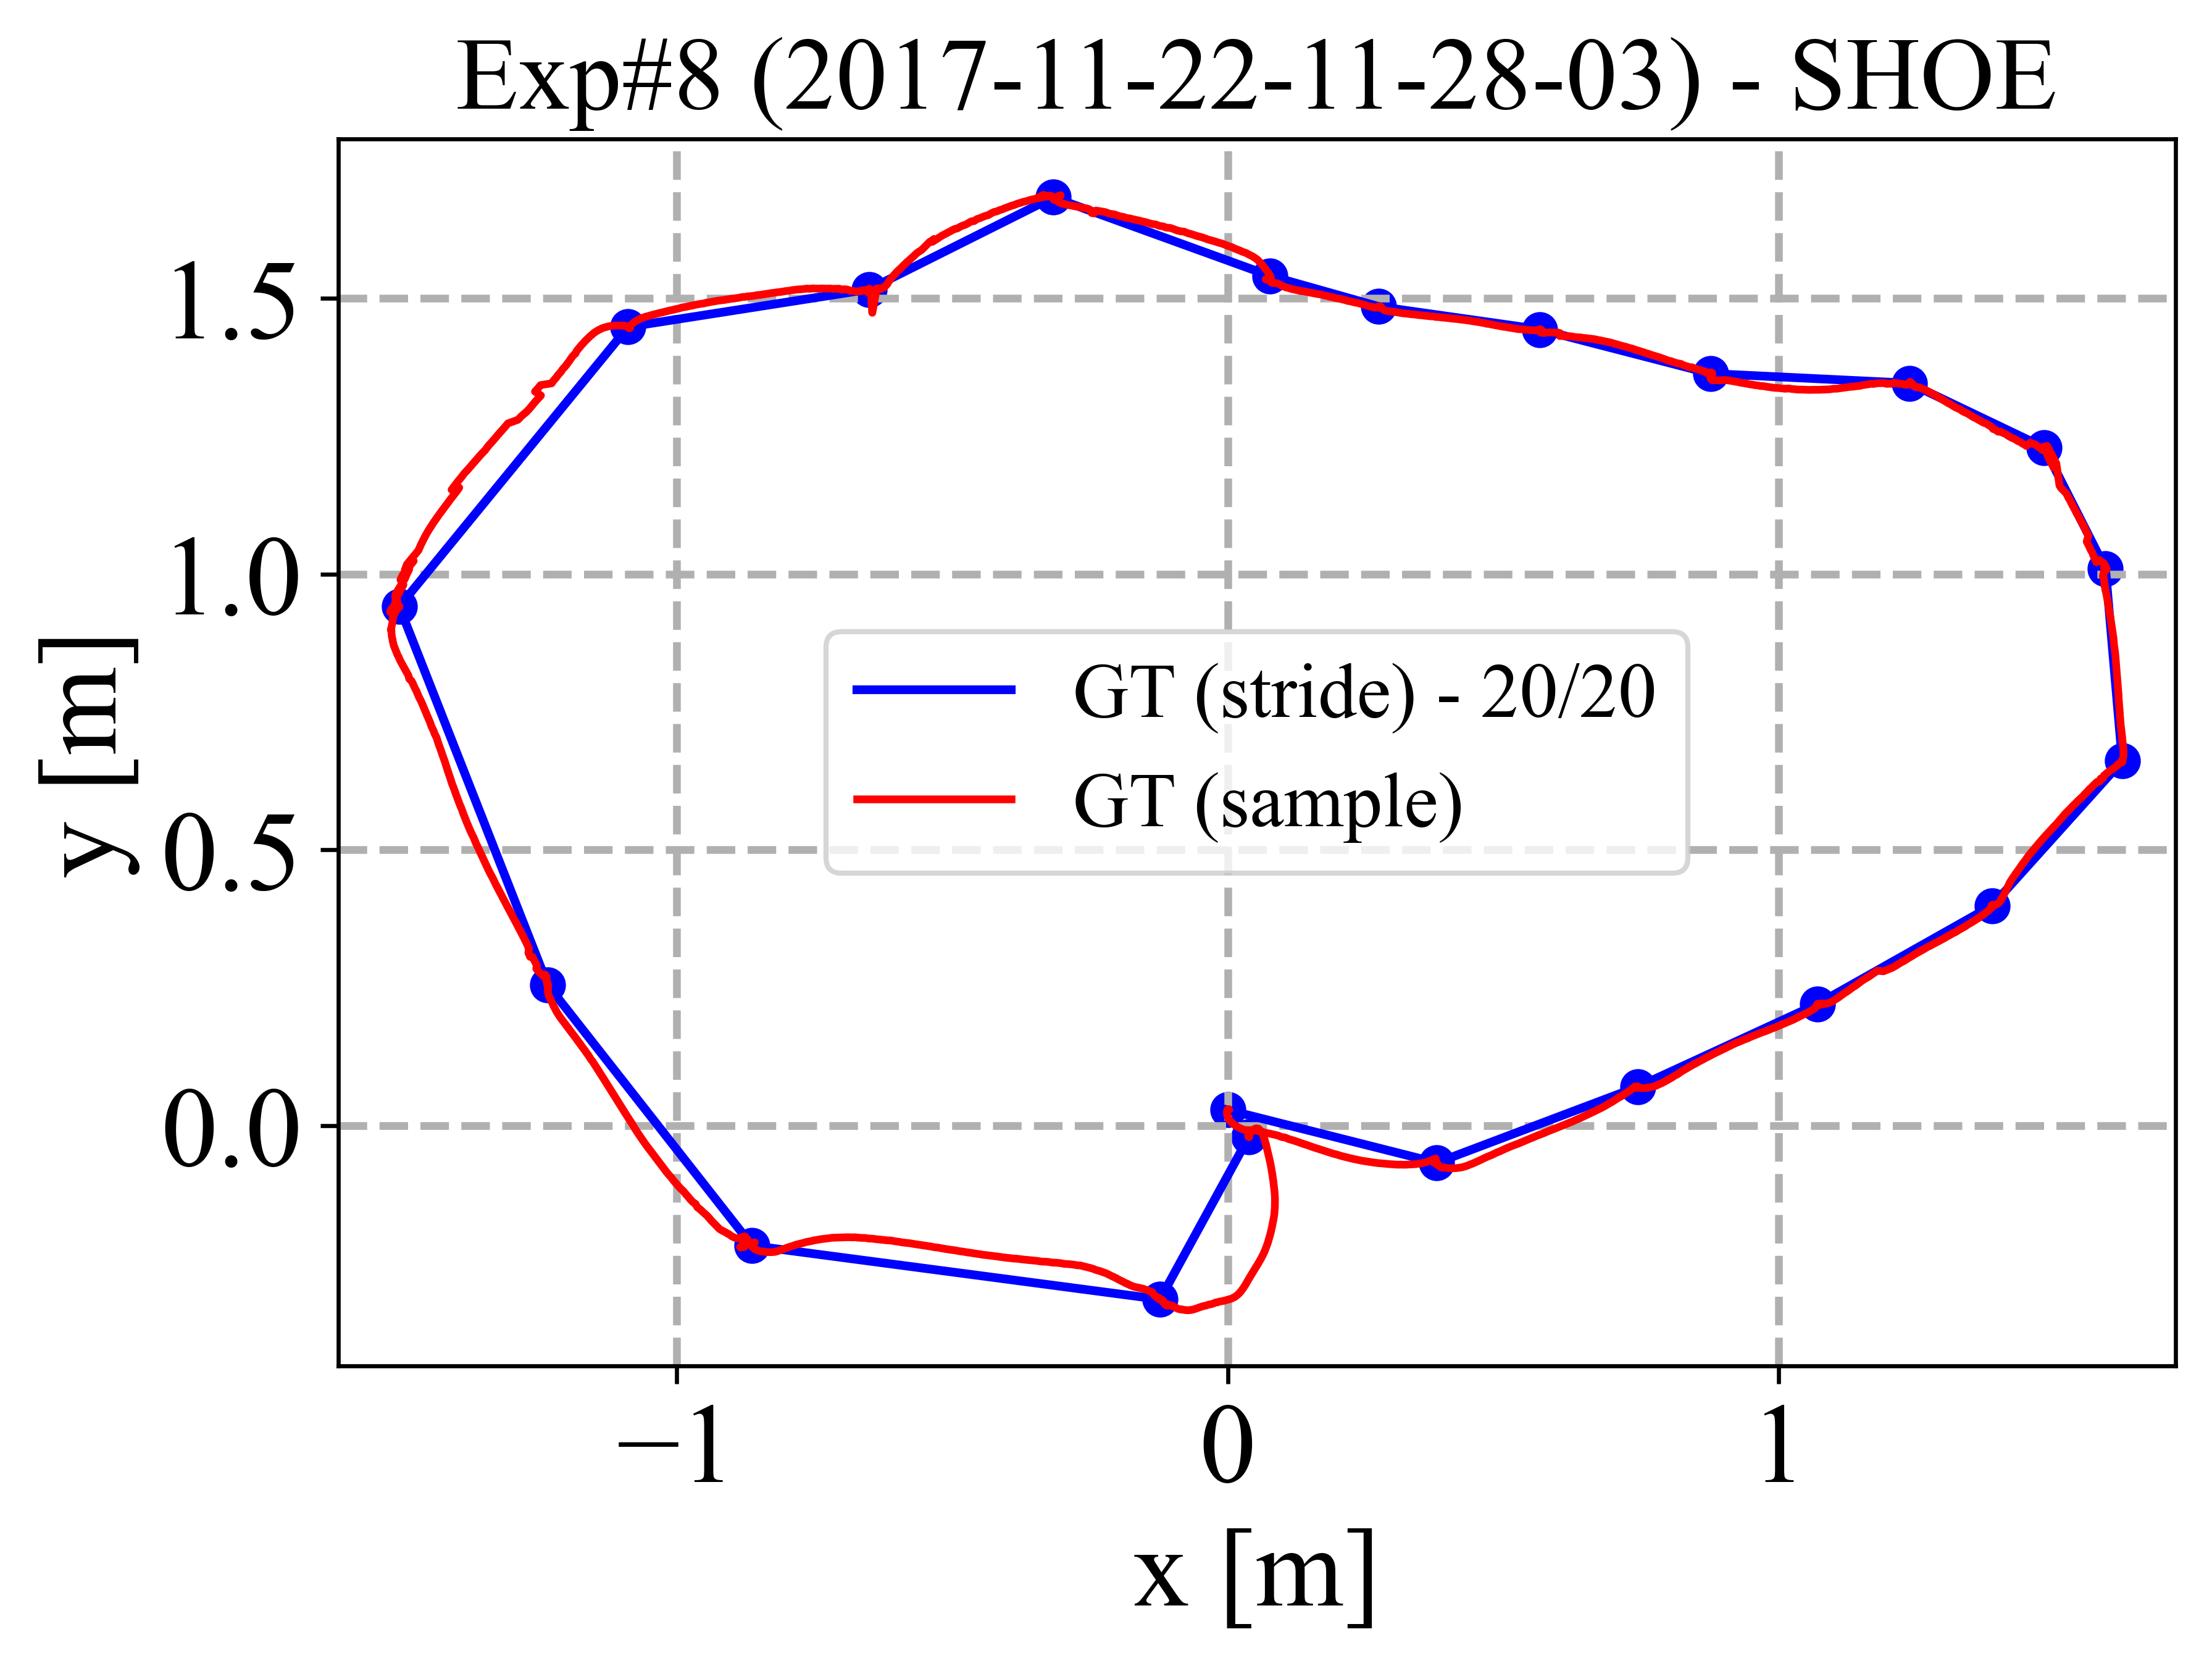 Exp#8 (2017-11-22-11-28-03) - SHOE
1.5
1.0
0.5
0.0
y [m]
GT (stride) - 20/20
GT (sample)
−1
0
1
x [m]